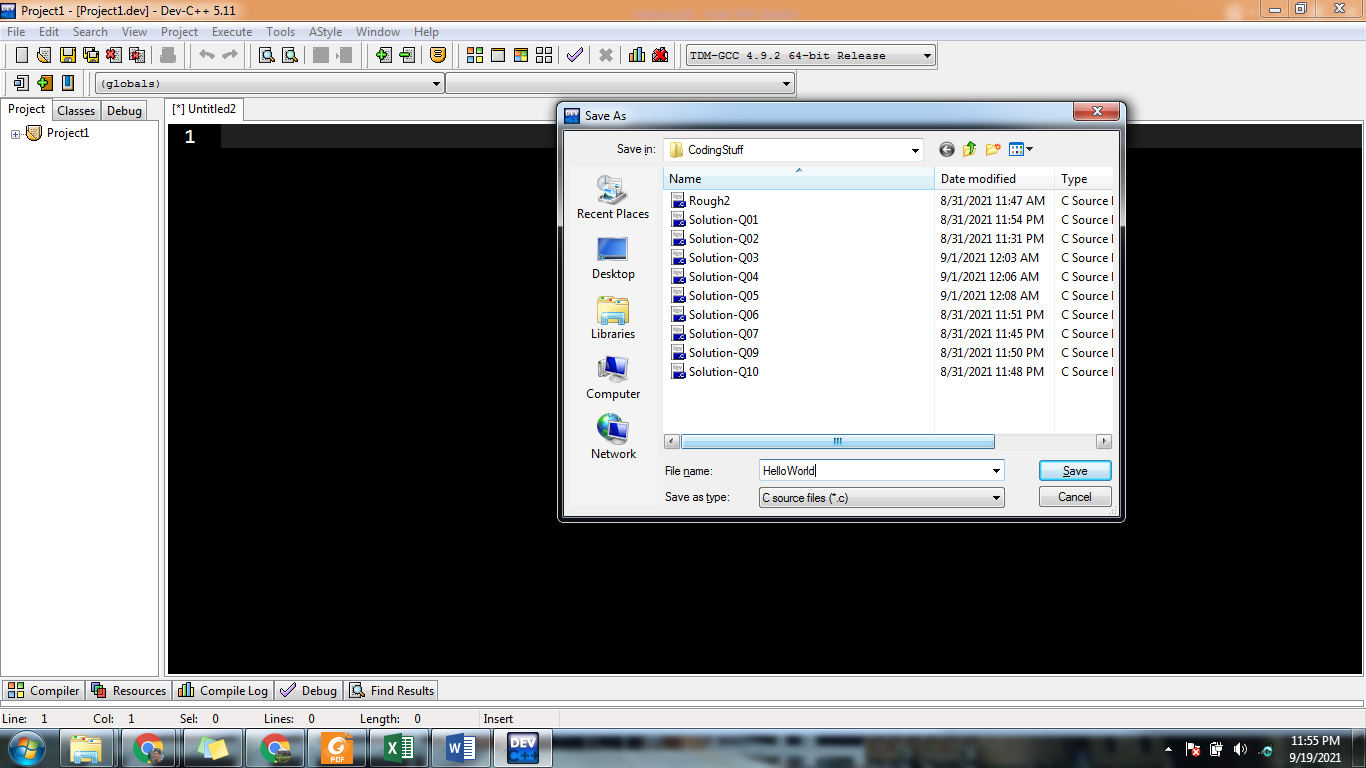 Project1 - [Project1.dev] - Dev-C++ 5.11
File Edit Search View Project Execute Tools AStyle Window Help
TDM-GCC 4.9.2 64-bit Release
(globals)
Project Classes Debug [*] Untitled2
Project1
1
Save As
Save in: CodingStuff
Name Date modified Type
Rough2 8/31/2021 11:47 AM C Source
Solution-Q01 8/31/2021 11:54 PM C Source
Solution-Q02 8/31/2021 11:31 PM C Source
Solution-Q03 9/1/2021 12:03 AM C Source
Solution-Q04 9/1/2021 12:06 AM C Source
Solution-Q05 9/1/2021 12:08 AM C Source
Solution-Q06 8/31/2021 11:51 PM C Source
Solution-Q07 8/31/2021 11:45 PM C Source
Solution-Q09 8/31/2021 11:50 PM C Source
Solution-Q10 8/31/2021 11:48 PM C Source
Recent Places
Desktop
Libraries
Computer
Network
File name: HelloWorld Save
Save as type: C source files (*.c) Cancel
Compiler Resources Compile Log Debug Find Results
Line: 1 Col: 1 Sel: 0 Lines: 0 Length: 0 Insert
PDF
DEV
C++
11:55 PM
9/19/2021